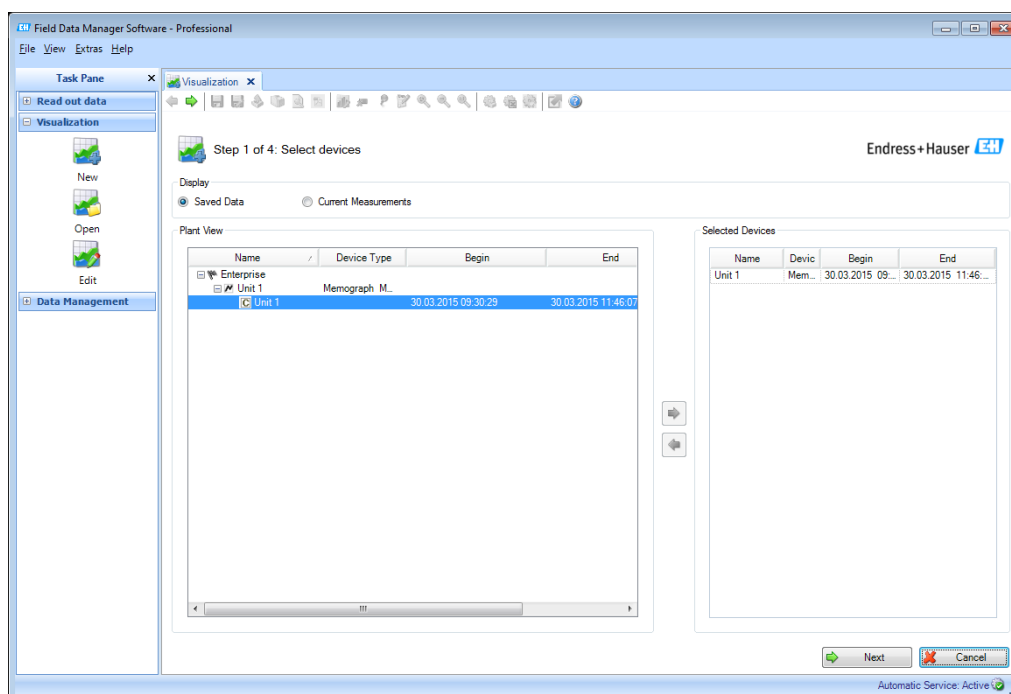 Field Data Manager Software - Professional
File View Extras Help
Task Pane
Visualization
Read out data
Visualization
New
Open
Edit
Data Management
Step 1 of 4: Select devices
Endress+Hauser EH
Display
Saved Data Current Measurements
Plant View
Name Device Type Begin End
Enterprise
Unit 1 Memograph M...
C Unit 1 30.03.2015 09:30:29 30.03.2015 11:46:07
Selected Devices
Name Devic Begin End
Unit 1 Mem... 30.03.2015 09:... 30.03.2015 11:46:...
Next Cancel
Automatic Service: Active